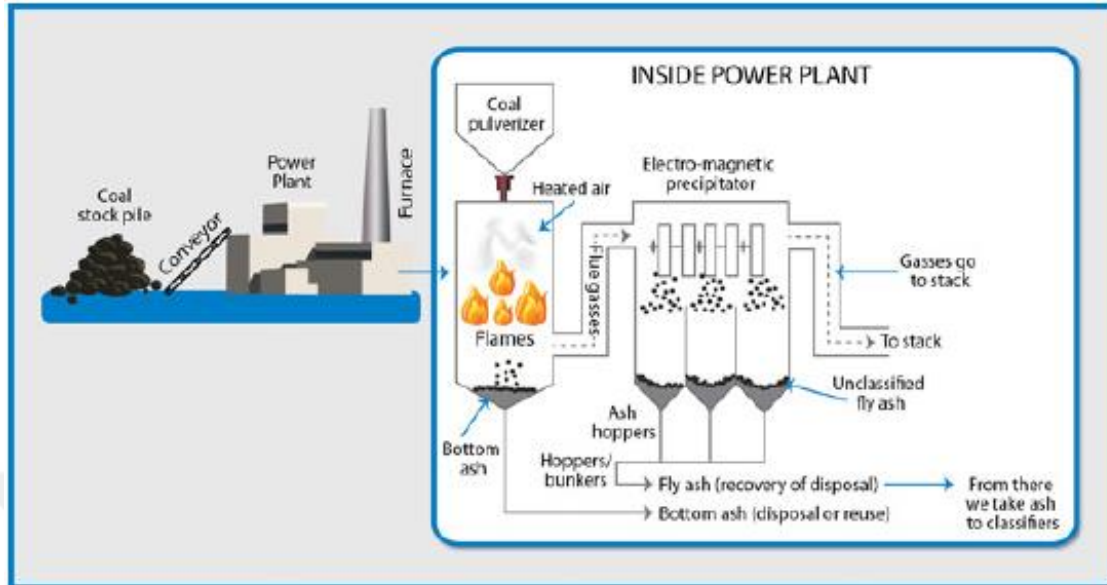 INSIDE POWER PLANT
Coal
pulverizer
Electro-magnetic
precipitator
Heated air
Power
Plant
Furnace
Coal
stock pile
Conveyor
Flue gasses
Gasses go
to stack
Flames
To stack
Unclassified
fly ash
Ash
hoppers
Bottom
ash
Hoppers/
bunkers
Fly ash (recovery of disposal)
From there
we take ash
to classifiers
Bottom ash (disposal or reuse)